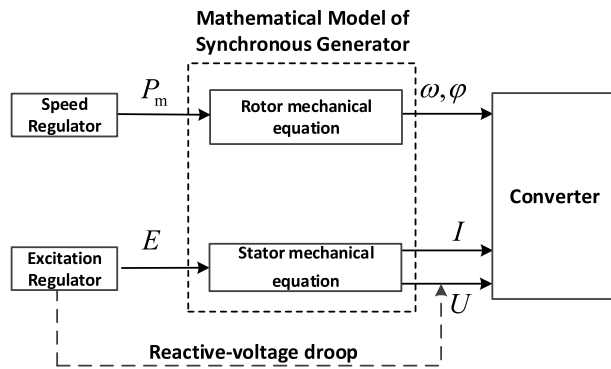 Mathematical Model of
Synchronous Generator
Speed
Regulator
Pm
Rotor mechanical
equation
ω,φ
Converter
Excitation
Regulator
E
Stator mechanical
equation
I
U
Reactive-voltage droop